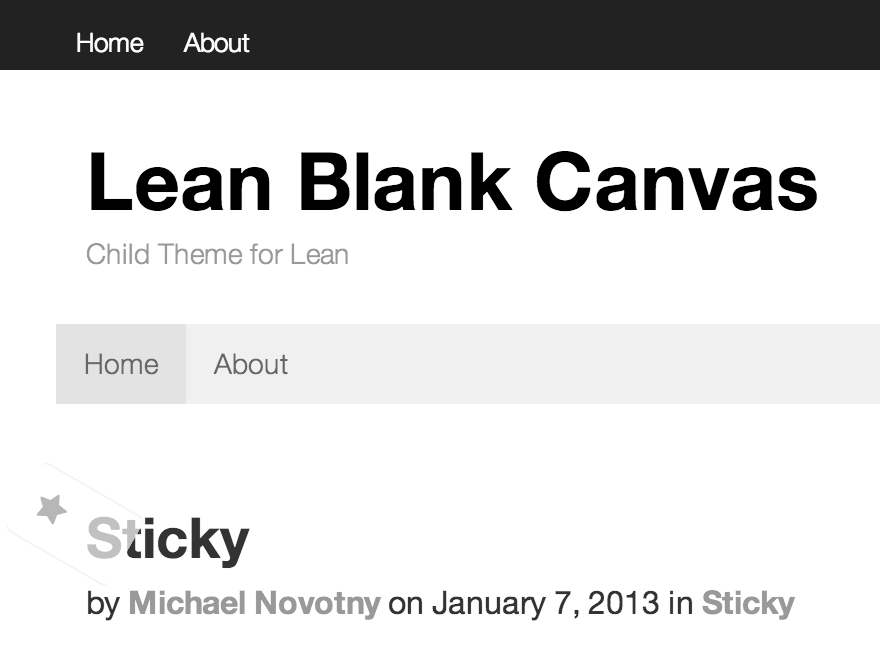 Home About
Lean Blank Canvas
Child Theme for Lean
Home About
Sticky
by Michael Novotny on January 7, 2013 in Sticky